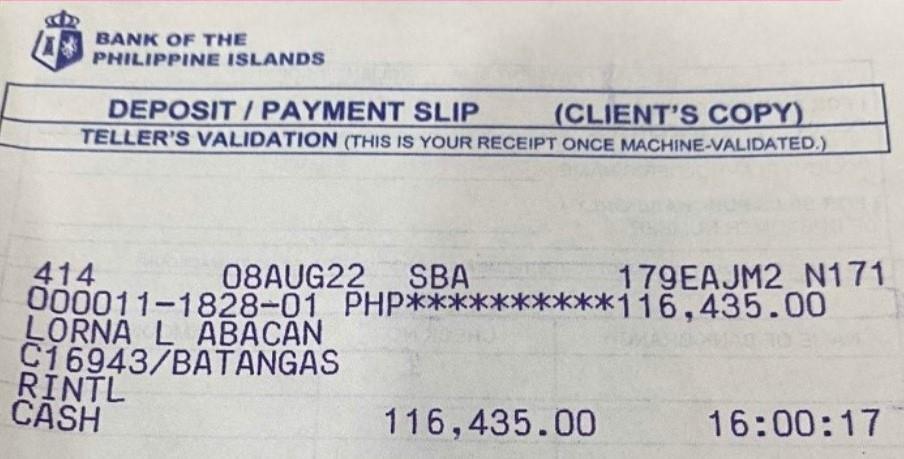 BANK OF THE
PHILIPPINE ISLANDS
DEPOSIT / PAYMENT SLIP (CLIENT'S COPY)
TELLER'S VALIDATION (THIS IS YOUR RECEIPT ONCE MACHINE-VALIDATED.)
414 08AUG22 SBA 179EAJM2 N171
000011-1828-01 PHP**********116,435.00
LORNA L ABACAN
C16943/BATANGAS
RINTL
CASH 116,435.00 16:00:17